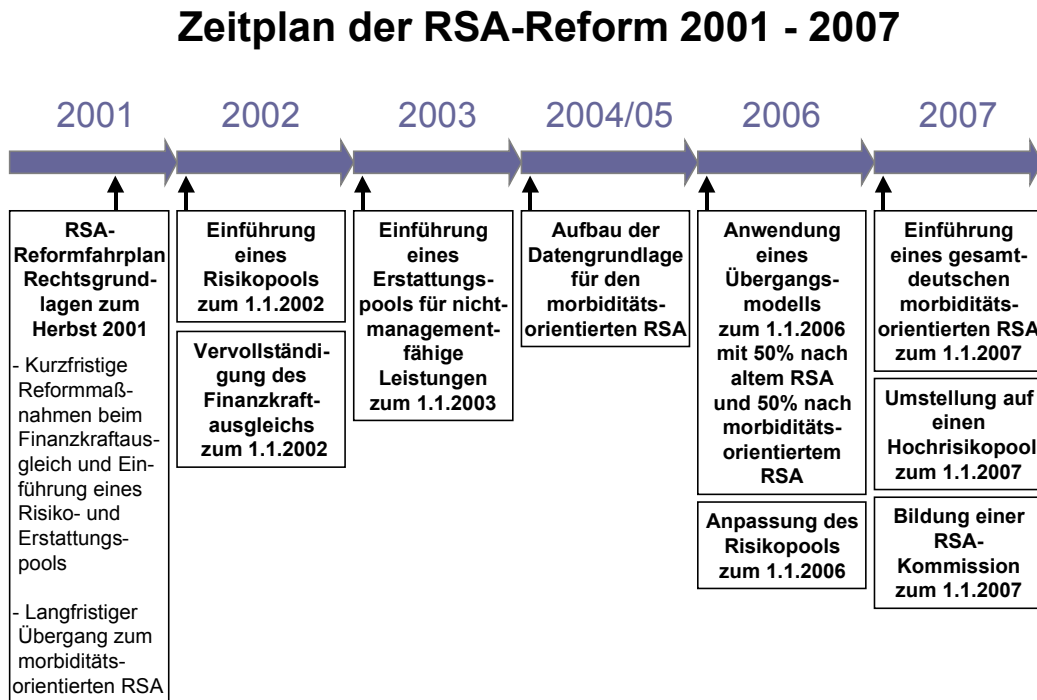 Zeitplan der RSA-Reform 2001 - 2007
2001
2002
2003
2004/05
2006
2007
RSA-
Reformfahrplan
Rechtsgrund-
lagen zum
Herbst 2001
- Kurzfristige
Reformmaß-
nahmen beim
Finanzkraftaus-
gleich und Ein-
führung eines
Risiko- und
Erstattungs-
pools
- Langfristiger
Übergang zum
morbiditäts-
orientierten RSA
Einführung
eines
Risikopools
zum 1.1.2002
Vervollständi-
gung des
Finanzkraft-
ausgleichs
zum 1.1.2002
Einführung
eines
Erstattungs-
pools für nicht-
management-
fähige
Leistungen
zum 1.1.2003
Aufbau der
Datengrundlage
für den
morbiditäts-
orientierten RSA
Anwendung
eines
Übergangs-
modells
zum 1.1.2006
mit 50% nach
altem RSA
und 50% nach
morbiditäts-
orientiertem
RSA
Anpassung des
Risikopools
zum 1.1.2006
Einführung
eines gesamt-
deutschen
morbiditäts-
orientierten RSA
zum 1.1.2007
Umstellung auf
einen
Hochrisikopool
zum 1.1.2007
Bildung einer
RSA-
Kommission
zum 1.1.2007